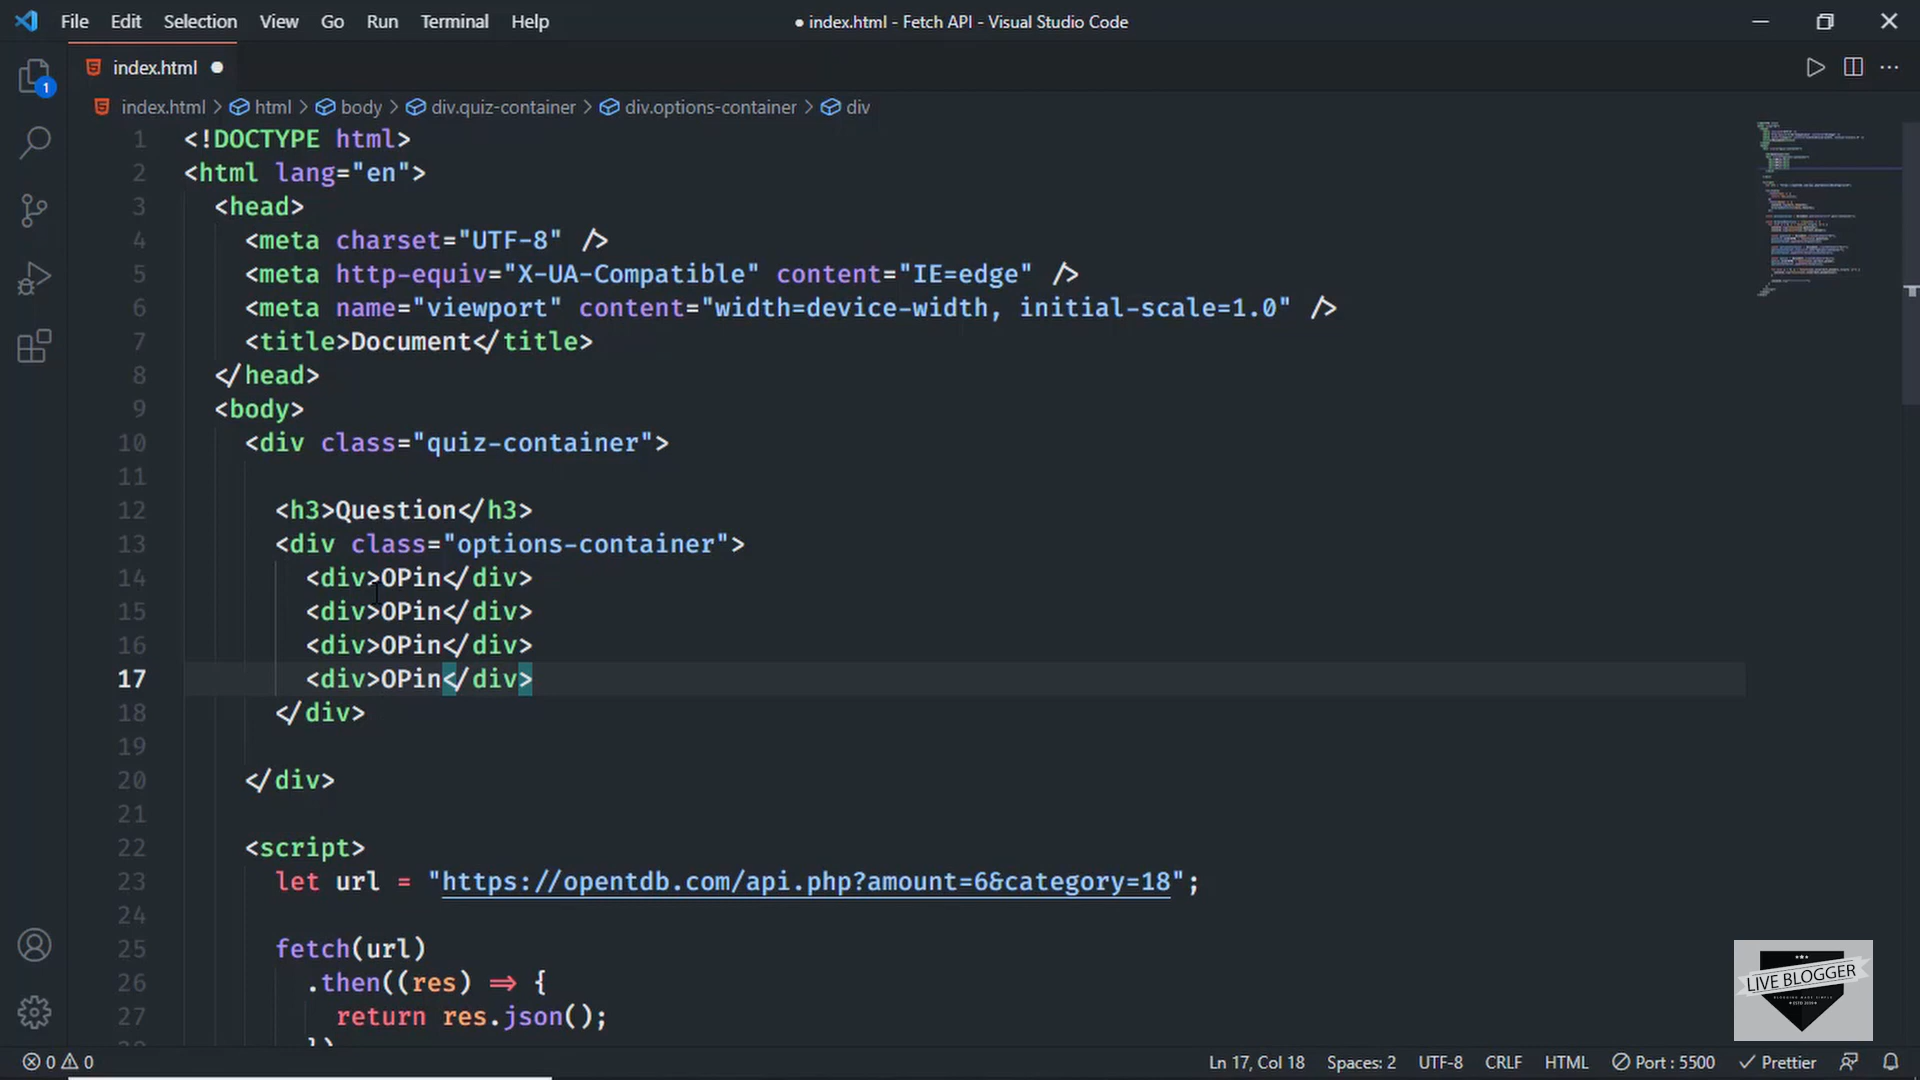 File Edit Selection View Go Run Terminal Help ● index.html - Fetch API - Visual Studio Code
index.html
1
index.html > html > body > div.quiz-container > div.options-container > div
1 <!DOCTYPE html>
2 <html lang="en">
3 <head>
4 <meta charset="UTF-8" />
5 <meta http-equiv="X-UA-Compatible" content="IE=edge" />
6 <meta name="viewport" content="width=device-width, initial-scale=1.0" />
7 <title>Document</title>
8 </head>
9 <body>
10 <div class="quiz-container">
11
12 <h3>Question</h3>
13 <div class="options-container">
14 <div>OPin</div>
15 <div>OPin</div>
16 <div>OPin</div>
17 <div>OPin</div>
18 </div>
19
20 </div>
21
22 <script>
23 let url = "https://opentdb.com/api.php?amount=6&category=18";
24
25 fetch(url)
26 .then((res) => {
27 return res.json();
LIVE BLOGGER
0 0 Ln 17, Col 18 Spaces: 2 UTF-8 CRLF HTML Port : 5500 Prettier